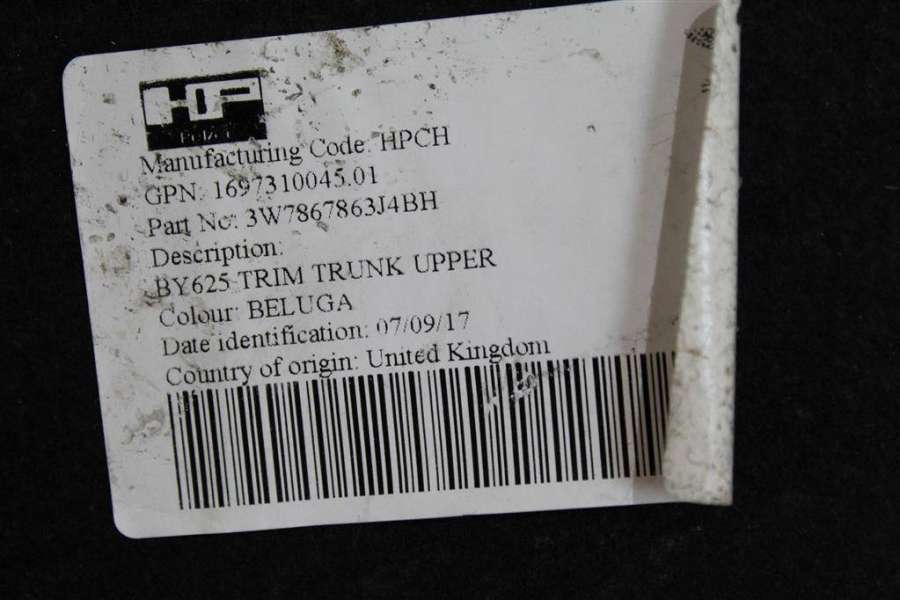 HP
Manufacturing Code: HPCH
GPN: 1697310045.01
Part No: 3W7867863J4BH
Description:
BY625 TRIM TRUNK UPPER
Colour: BELUGA
Date identification: 07/09/17
Country of origin: United Kingdom